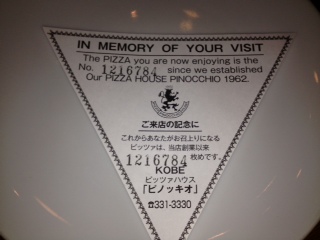 IN MEMORY OF YOUR VISIT
The PIZZA you are now enjoying is the
No. 1216784 since we established
Our PIZZA HOUSE PINOCCHIO 1962.
ご来店の記念に
これからあなたがお召上りになる
ピッツァは、当店創業以来
1216784 枚めです。
KOBE
ピッツァハウス
「ピノッキオ」
☎331-3330